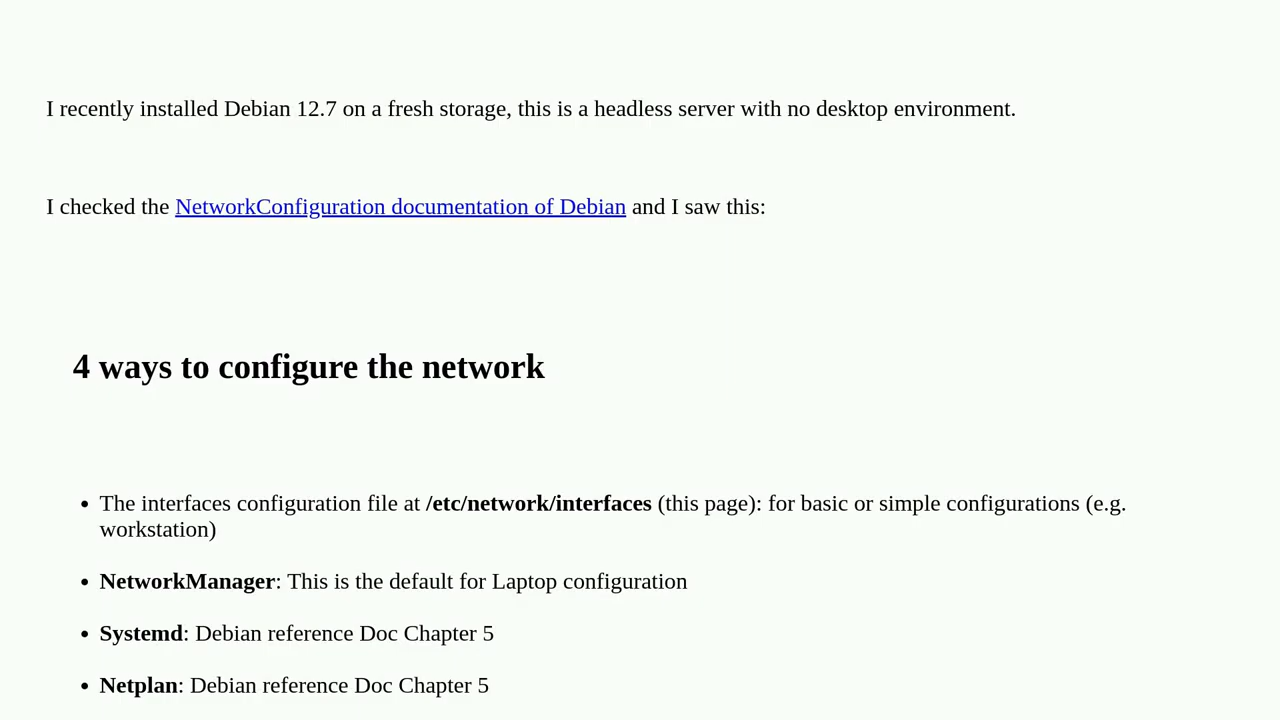 I recently installed Debian 12.7 on a fresh storage, this is a headless server with no desktop environment.
I checked the NetworkConfiguration documentation of Debian and I saw this:
4 ways to configure the network
• The interfaces configuration file at /etc/network/interfaces (this page): for basic or simple configurations (e.g.
workstation)
• NetworkManager: This is the default for Laptop configuration
• Systemd: Debian reference Doc Chapter 5
• Netplan: Debian reference Doc Chapter 5